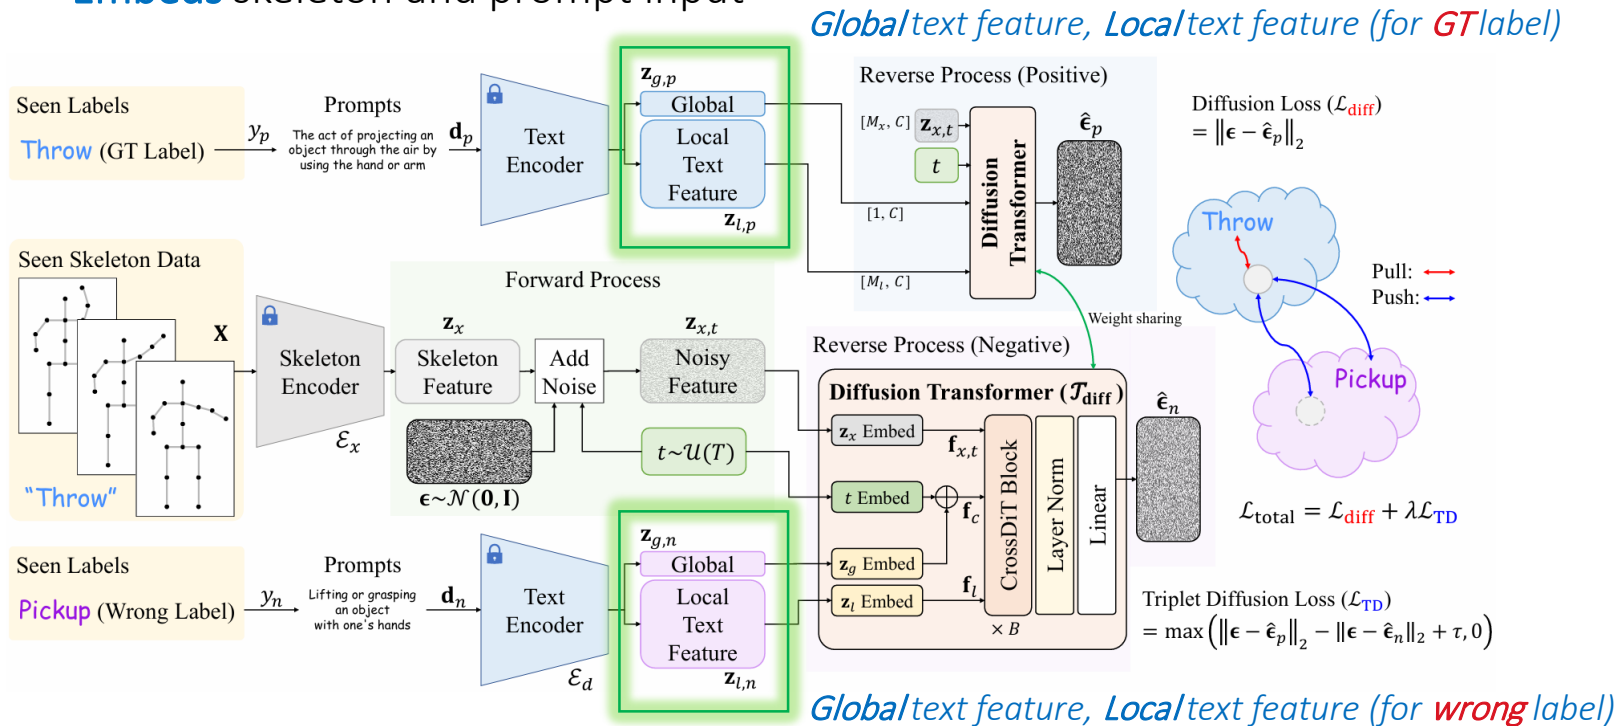 Embeds skeleton and prompt input
Global text feature, Local text feature (for GT label)
Seen Labels
Throw (GT Label)
y_p
Prompts
The act of projecting an
object through the air by
using the hand or arm
d_p
Text
Encoder
z_{g,p}
Global
Local
Text
Feature
z_{l,p}
Reverse Process (Positive)
[M_x, C]
z_{x,t}
t
[1, C]
[M_l, C]
Diffusion
Transformer
ε̂_p
Diffusion Loss (ℒ_diff)
= ‖ε − ε̂_p‖_2
Throw
Pull:
Push:
Pickup
Weight sharing
Seen Skeleton Data
"Throw"
X
Skeleton
Encoder
ℰ_x
Forward Process
z_x
Skeleton
Feature
Add
Noise
z_{x,t}
Noisy
Feature
ε~𝒩(0, I)
t~𝒰(T)
Reverse Process (Negative)
Diffusion Transformer (𝒯_diff)
z_x Embed
f_{x,t}
t Embed
f_c
z_g Embed
z_l Embed
f_l
CrossDiT Block
× B
Layer Norm
Linear
ε̂_n
ℒ_total = ℒ_diff + λℒ_TD
Seen Labels
Pickup (Wrong Label)
y_n
Prompts
Lifting or grasping
an object
with one's hands
d_n
Text
Encoder
ℰ_d
z_{g,n}
Global
Local
Text
Feature
z_{l,n}
Triplet Diffusion Loss (ℒ_TD)
= max(‖ε − ε̂_p‖_2 − ‖ε − ε̂_n‖_2 + τ, 0)
Global text feature, Local text feature (for wrong label)